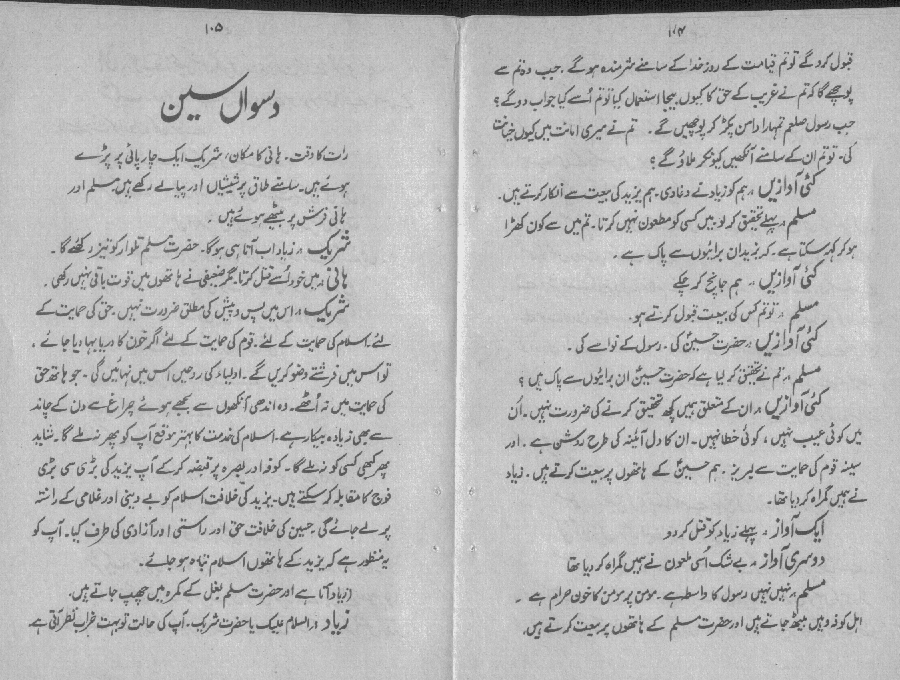 ۱۰۴
قبول کرو گے تو تم قیامت کے روز خدا کے سامنے شرمندہ ہو گے۔ جب وہ تم سے
پوچھے گا کہ تم نے غریب کے حق کا کیوں بیجا استعمال کیا تو تم اُسے کیا جواب دو گے؟
جب رسول صلعم تمہارا دامن پکڑ کر پوچھیں گے۔ تم نے میری امانت میں کیوں خیانت
کی۔ تو تم ان کے سامنے آنکھیں کیونکر ملاؤ گے؟
کئی آوازیں۔ ہم کو زیاد نے دغا دی۔ ہم یزید کی بیعت سے انکار کرتے ہیں۔
مسلم۔ پہلے تحقیق کر لو میں کسی کو مطعون نہیں کرتا۔ تم میں سے کون کھڑا
ہو کر کہہ سکتا ہے۔ کہ یزید ان برائیوں سے پاک ہے۔
کئی آوازیں۔ ہم جانچ کر چکے
مسلم۔ تو تم کس کی بیعت قبول کرتے ہو۔
کئی آوازیں۔ حضرت حسینؑ کی۔ رسول کے نواسے کی۔
مسلم۔ تم نے تحقیق کر لیا ہے کہ حضرت حسینؑ ان برائیوں سے پاک ہیں؟
کئی آوازیں۔ ان کے متعلق ہمیں کچھ تحقیق کرنے کی ضرورت نہیں۔ اُن
میں کوئی عیب نہیں، کوئی خطا نہیں۔ ان کا دل آئینہ کی طرح روشن ہے۔ اور
سینہ قوم کی حمایت سے لبریز۔ ہم حسینؑ کے ہاتھوں پر بیعت کرتے ہیں۔ زیاد
نے ہمیں گمراہ کر دیا تھا۔
ایک آواز۔ پہلے زیاد کو قتل کر دو
دوسری آواز۔ بے شک اُسی ملعون نے ہمیں گمراہ کر دیا تھا
مسلم۔ نہیں نہیں رسول کا واسطہ ہے۔ مومن پر مومن کا خون حرام ہے۔
اہل کوفہ وہیں بیٹھ جاتے ہیں اور حضرت مسلم کے ہاتھوں پر بیعت کرتے ہیں،
۱۰۵
دسواں سین
رات کا وقت۔ ہانی کا مکان، شریک ایک چارپائی پر پڑے
ہوئے ہیں۔ سامنے طاق پر شیشیاں اور پیالے رکھے ہیں۔ مسلم اور
ہانی فرش پر بیٹھے ہوئے ہیں۔
شریک۔ زیاد اب آتا ہی ہو گا۔ حضرت مسلم تلوار کو تیز رکھئے گا۔
ہانی۔ میں خود اُسے قتل کرتا۔ مگر ضعیفی نے ہاتھوں میں قوت باقی نہیں رکھی۔
شریک۔ اس میں پس و پیش کی مطلق ضرورت نہیں۔ حق کی حمایت کے
لئے۔ اسلام کی حمایت کے لئے۔ قوم کی حمایت کے لئے اگر خون کا دریا بہا دیا جائے،
تو اس میں فرشتے وضو کریں گے۔ اولیاء کی روحیں اس میں نہائیں گی۔ جو ہاتھ حق
کی حمایت میں نہ اُٹھے۔ وہ اندھی آنکھوں سے بجھے ہوئے چراغ سے دن کے چاند
سے بھی زیادہ بیکار ہے۔ اسلام کی خدمت کا بہتر موقع آپ کو پھر نہ ملے گا۔ شاید
پھر کبھی کسی کو نہ ملے گا۔ کوفہ اور بصرہ پر قبضہ کر کے آپ یزید کی بڑی سی بڑی
فوج کا مقابلہ کر سکتے ہیں۔ یزید کی خلافت اسلام کو بے دینی اور غلامی کے راستہ
پر لے جائے گی۔ حسین کی خلافت حق اور راستی اور آزادی کی طرف کیا۔ آپ کو
یہ منظور ہے کہ یزید کے ہاتھوں اسلام تباہ ہو جائے۔
(زیاد آتا ہے اور حضرت مسلم بغل کے کمرہ میں چھپ جاتے ہیں۔
زیاد۔ السلام علیک یا حضرت شریک۔ آپ کی حالت تو بہت خراب نظر آتی ہے۔